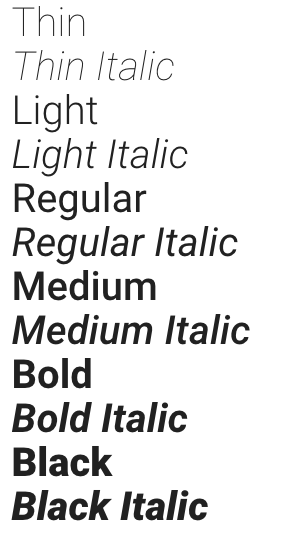 Thin
Thin Italic
Light
Light Italic
Regular
Regular Italic
Medium
Medium Italic
Bold
Bold Italic
Black
Black Italic